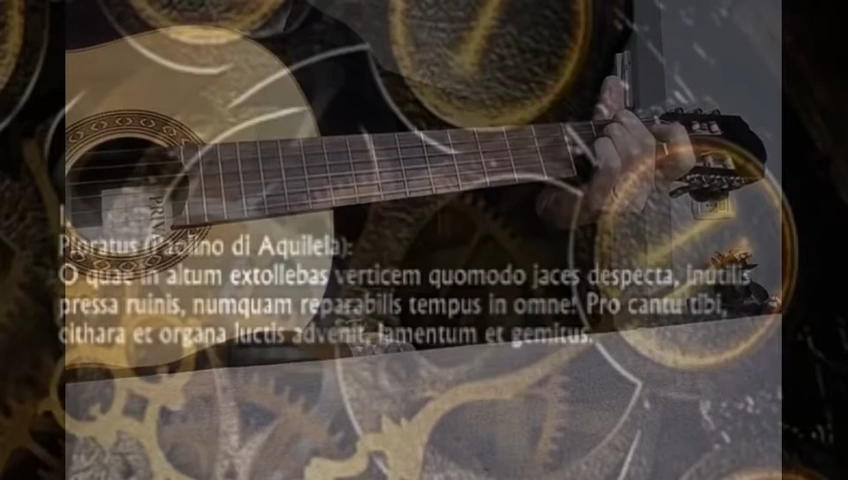 Ploratus (Paolino di Aquileia):
O quae in altum extollebas verticem quomodo jaces despecta, inutilis
pressa ruinis, numquam reparabilis tempus in omne! Pro cantu tibi,
cithara et organa luctis advenit, lamentum et gemitus.